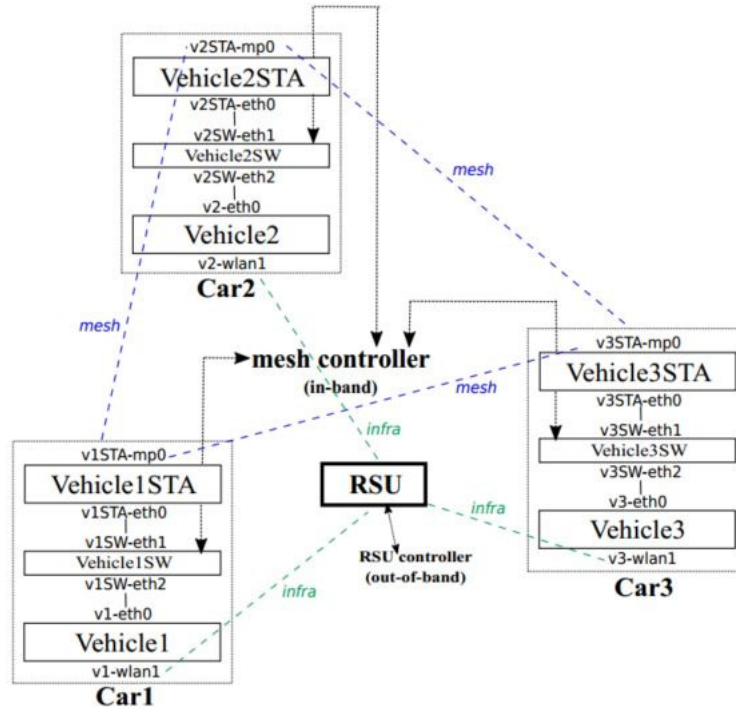 v2STA-mp0
Vehicle2STA
v2STA-eth0
v2SW-eth1
Vehicle2SW
v2SW-eth2
v2-eth0
Vehicle2
v2-wlan1
Car2
mesh
mesh
mesh controller
(in-band)
mesh
infra
v3STA-mp0
Vehicle3STA
v3STA-eth0
v3SW-eth1
Vehicle3SW
v3SW-eth2
v3-eth0
Vehicle3
v3-wlan1
Car3
v1STA-mp0
Vehicle1STA
v1STA-eth0
v1SW-eth1
Vehicle1SW
v1SW-eth2
v1-eth0
Vehicle1
v1-wlan1
Car1
RSU
infra
RSU controller
(out-of-band)
infra